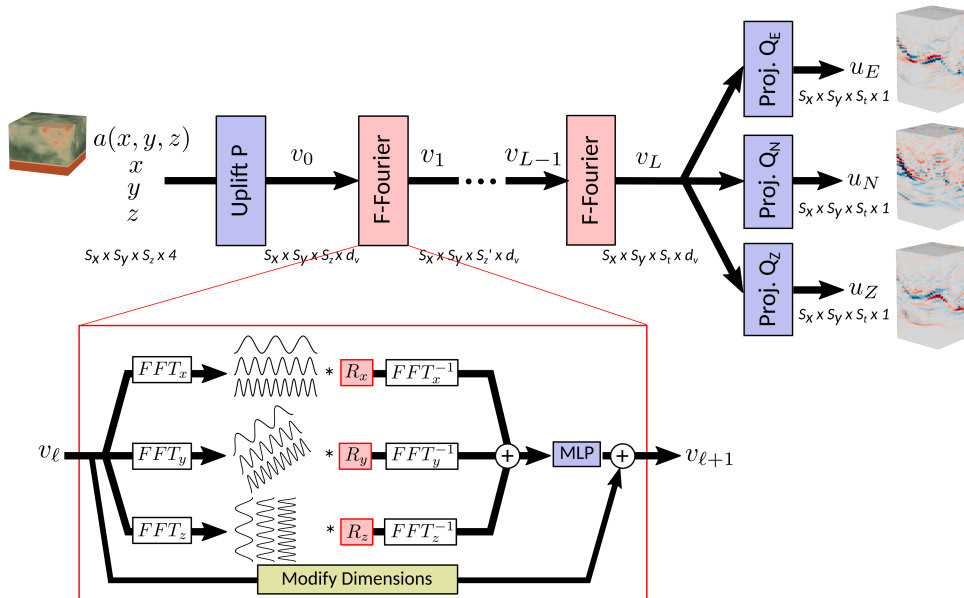 a(x, y, z)
x
y
z
S_x x S_y x S_z x 4
Uplift P
v_0
S_x x S_y x S_z x d_v
F-Fourier
v_1
S_x x S_y x S_z' x d_v
v_{L−1}
F-Fourier
v_L
S_x x S_y x S_t x d_v
Proj. Q_E
u_E
S_x x S_y x S_t x 1
Proj. Q_N
u_N
S_x x S_y x S_t x 1
Proj. Q_Z
u_Z
S_x x S_y x S_t x 1
v_ℓ
FFT_x
* R_x
FFT_x^{−1}
FFT_y
* R_y
FFT_y^{−1}
FFT_z
* R_z
FFT_z^{−1}
+
MLP
+
v_{ℓ+1}
Modify Dimensions